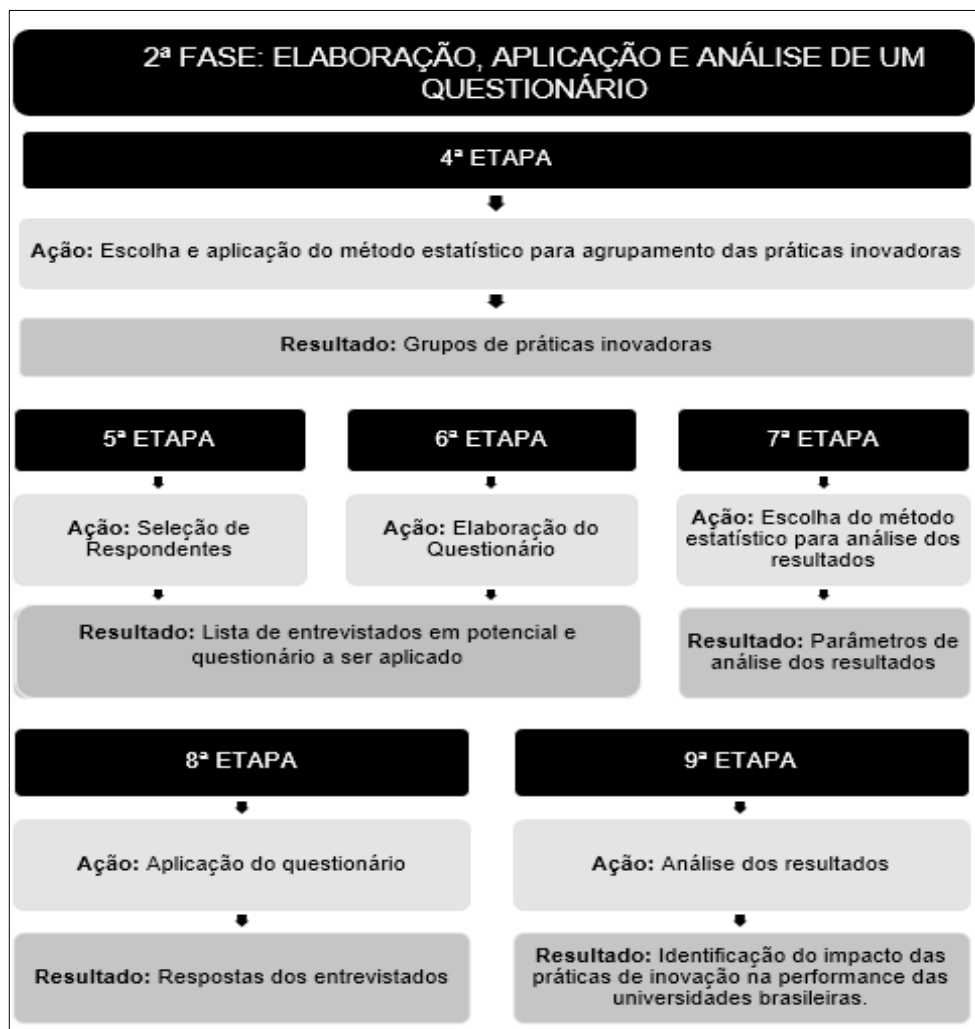 2ª FASE: ELABORAÇÃO, APLICAÇÃO E ANÁLISE DE UM
QUESTIONÁRIO
4ª ETAPA
Ação: Escolha e aplicação do método estatístico para agrupamento das práticas inovadoras
Resultado: Grupos de práticas inovadoras
5ª ETAPA
Ação: Seleção de
Respondentes
6ª ETAPA
Ação: Elaboração do
Questionário
Resultado: Lista de entrevistados em potencial e
questionário a ser aplicado
7ª ETAPA
Ação: Escolha do método
estatístico para análise dos
resultados
Resultado: Parâmetros de
análise dos resultados
8ª ETAPA
Ação: Aplicação do questionário
Resultado: Respostas dos entrevistados
9ª ETAPA
Ação: Análise dos resultados
Resultado: Identificação do impacto das
práticas de inovação na performance das
universidades brasileiras.